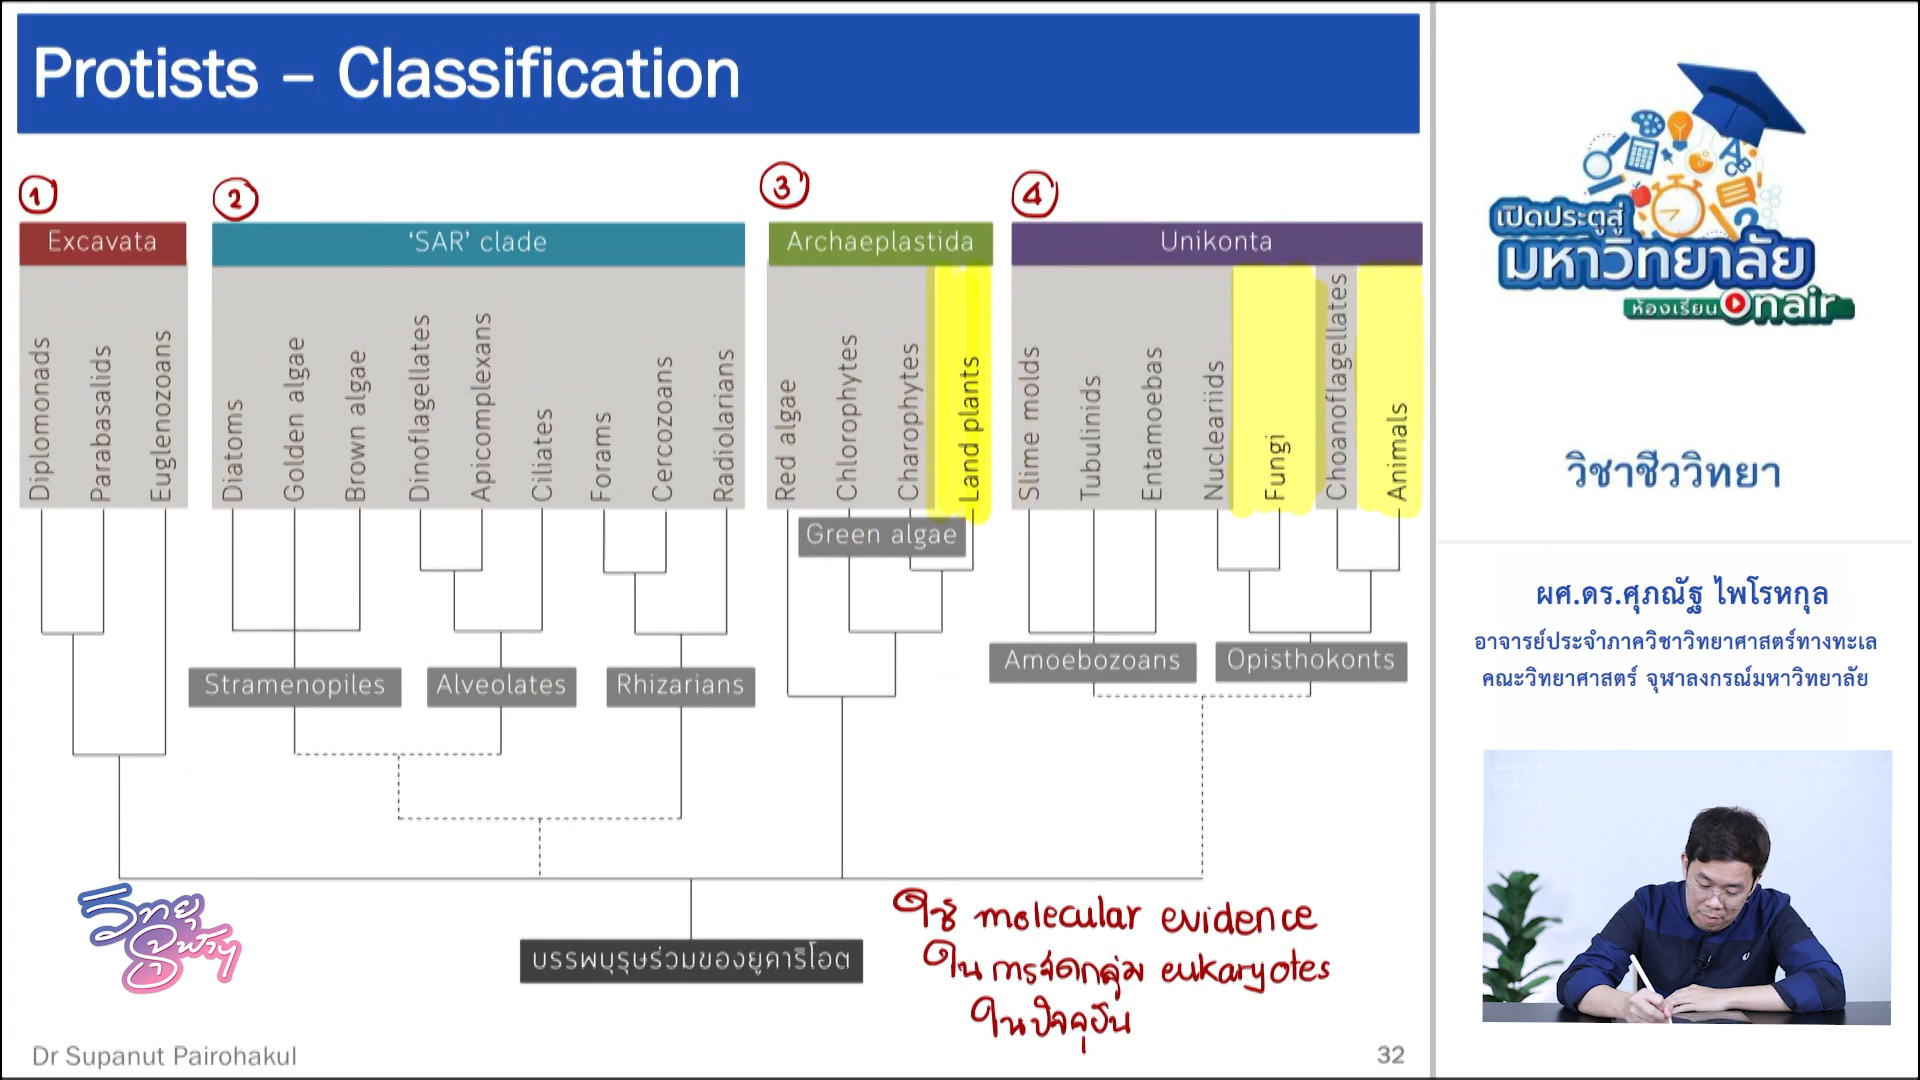 Protists – Classification
1
2
3
4
Excavata
‘SAR’ clade
Archaeplastida
Unikonta
Diplomonads
Parabasalids
Euglenozoans
Diatoms
Golden algae
Brown algae
Dinoflagellates
Apicomplexans
Ciliates
Forams
Cercozoans
Radiolarians
Red algae
Chlorophytes
Charophytes
Land plants
Slime molds
Tubulinids
Entamoebas
Nucleariids
Fungi
Choanoflagellates
Animals
Green algae
Stramenopiles
Alveolates
Rhizarians
Amoebozoans
Opisthokonts
บรรพบุรุษร่วมของยูคาริโอต
ใช้ molecular evidence
ในการจัดกลุ่ม eukaryotes
ในปัจจุบัน
วิทยุ
จุฬาฯ
Dr Supanut Pairohakul
32
เปิดประตูสู่
มหาวิทยาลัย
ห้องเรียน Onair
วิชาชีววิทยา
ผศ.ดร.ศุภณัฐ ไพโรหกุล
อาจารย์ประจำภาควิชาวิทยาศาสตร์ทางทะเล
คณะวิทยาศาสตร์ จุฬาลงกรณ์มหาวิทยาลัย